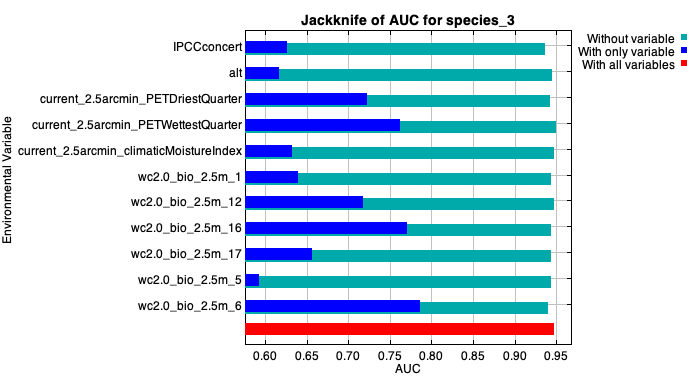 Jackknife of AUC for species_3
Without variable
With only variable
With all variables
Environmental Variable
IPCCconcert
alt
current_2.5arcmin_PETDriestQuarter
current_2.5arcmin_PETWettestQuarter
current_2.5arcmin_climaticMoistureIndex
wc2.0_bio_2.5m_1
wc2.0_bio_2.5m_12
wc2.0_bio_2.5m_16
wc2.0_bio_2.5m_17
wc2.0_bio_2.5m_5
wc2.0_bio_2.5m_6
0.60 0.65 0.70 0.75 0.80 0.85 0.90 0.95
AUC